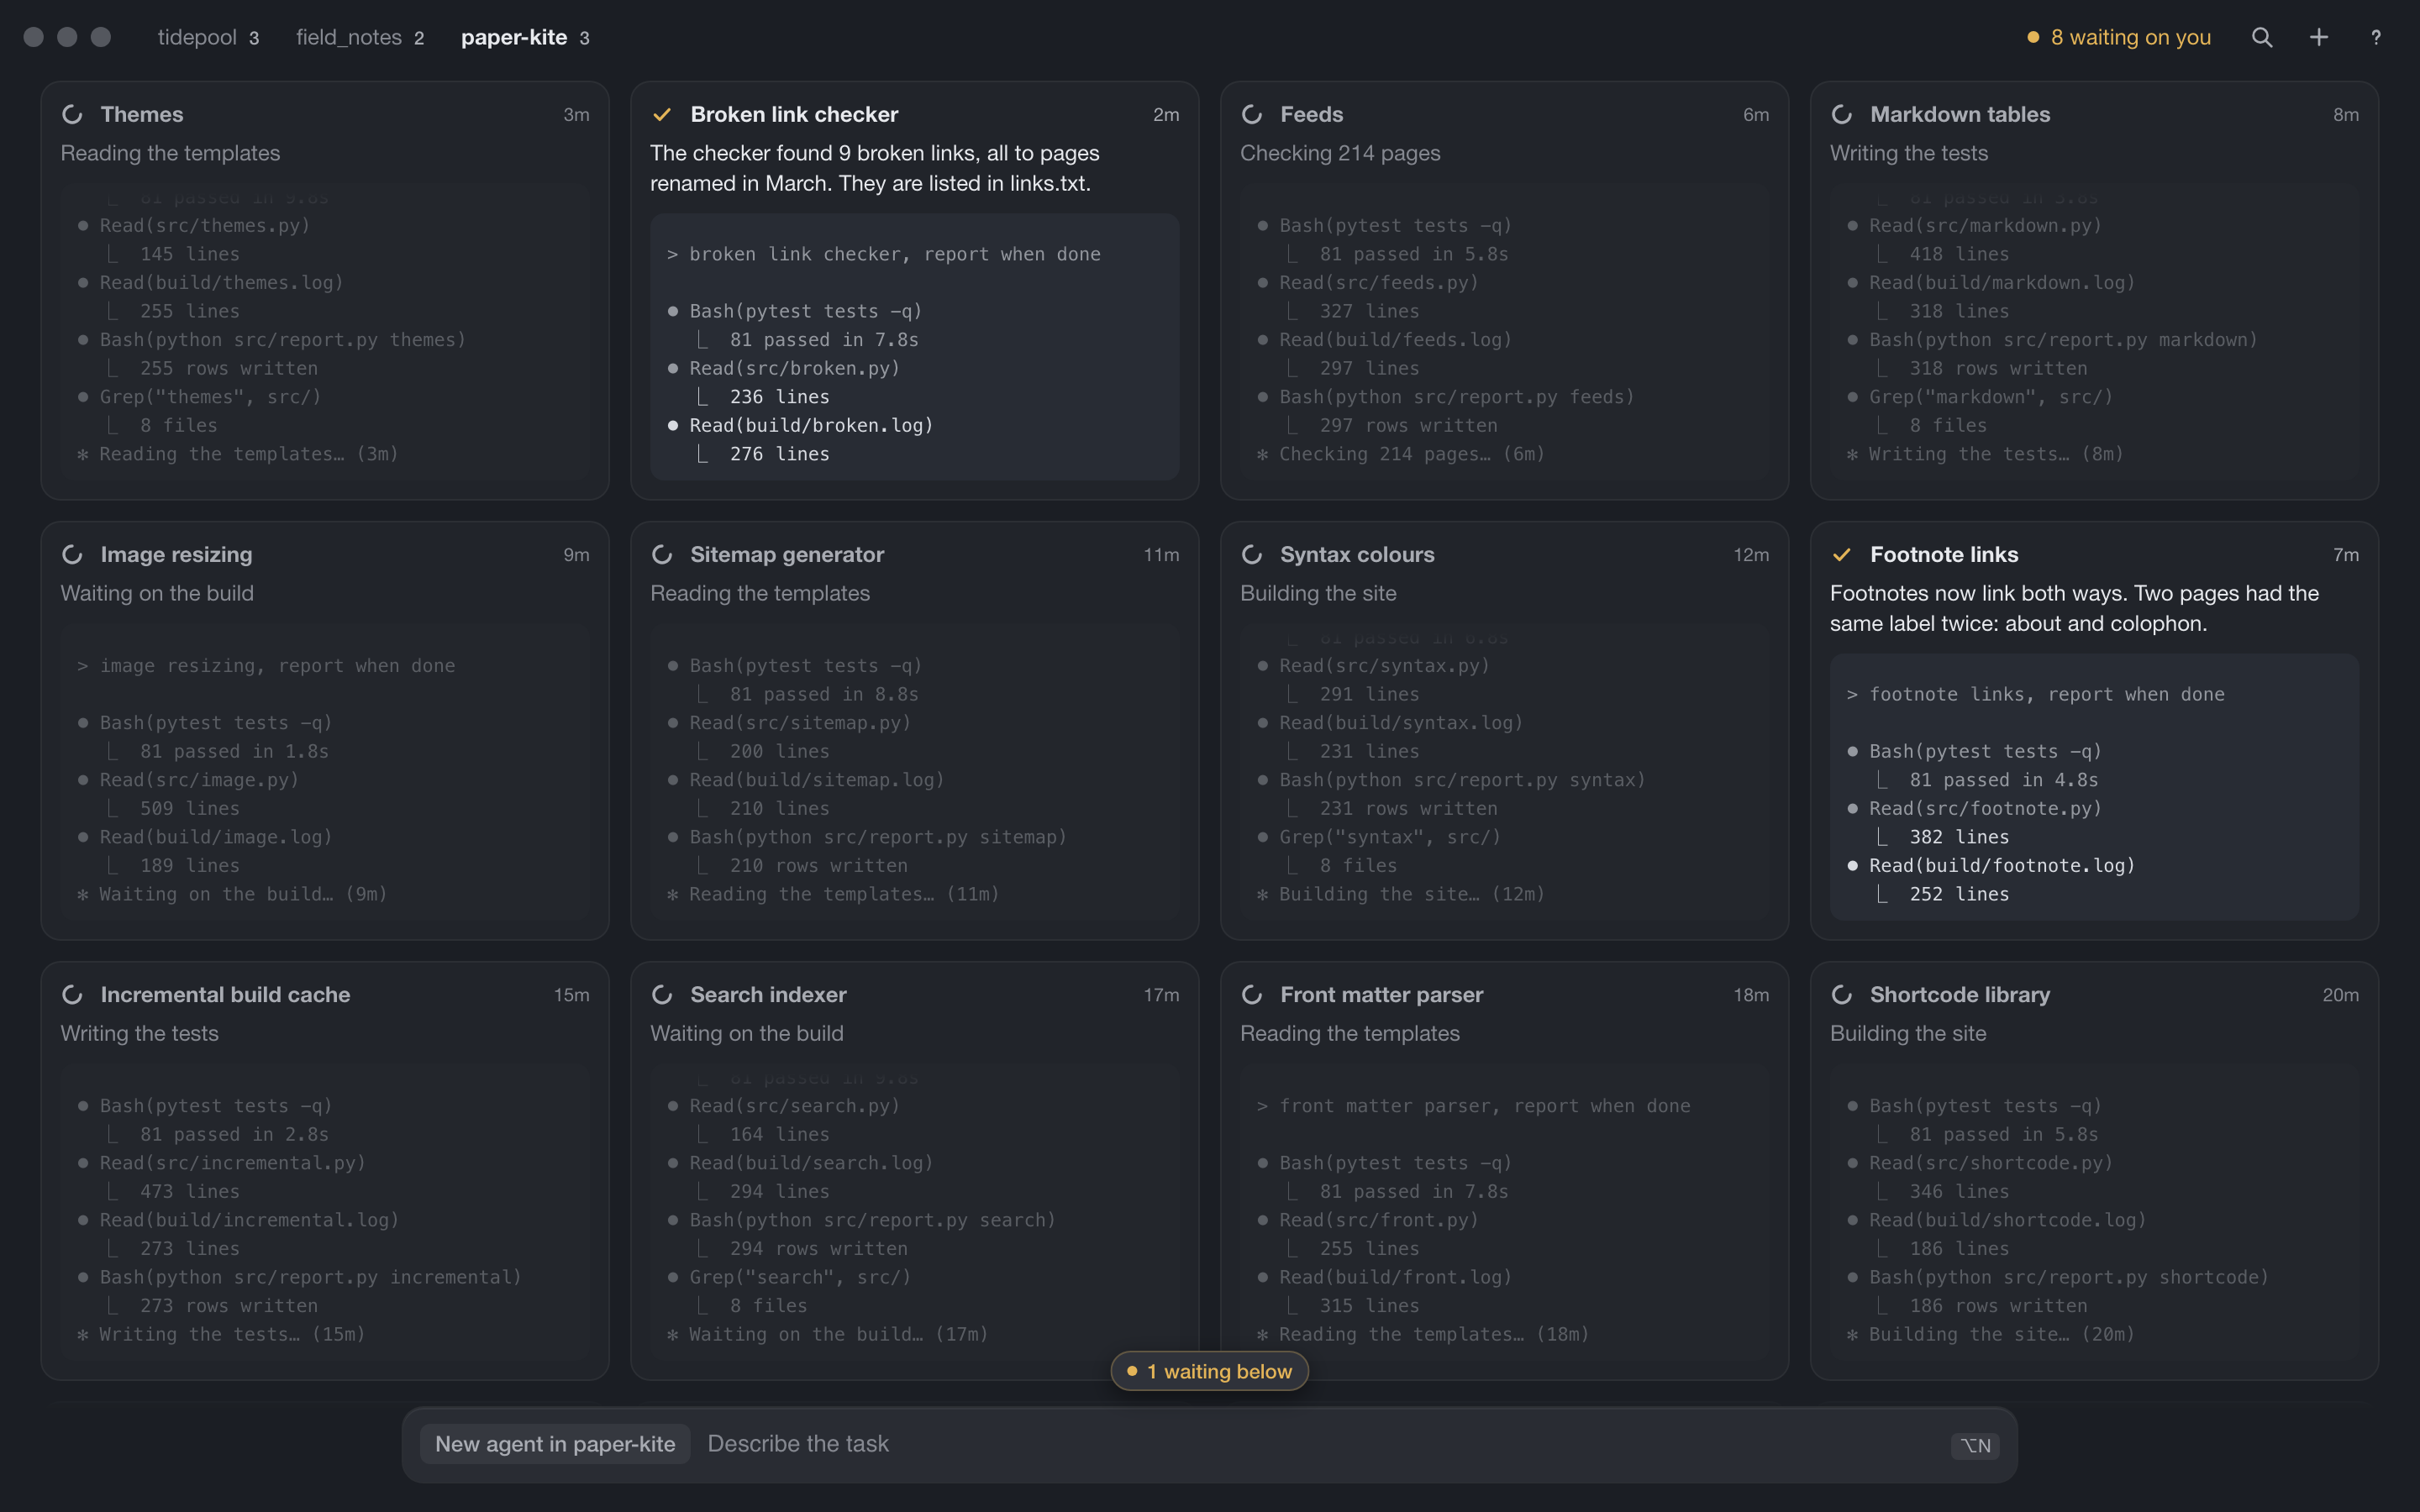 tidepool 3
field_notes 2
paper-kite 3
8 waiting on you
?
Themes 3m
Reading the templates
81 passed in 9.8s
Read(src/themes.py)
145 lines
Read(build/themes.log)
255 lines
Bash(python src/report.py themes)
255 rows written
Grep("themes", src/)
8 files
✻ Reading the templates… (3m)
Broken link checker 2m
The checker found 9 broken links, all to pages
renamed in March. They are listed in links.txt.
> broken link checker, report when done
Bash(pytest tests -q)
81 passed in 7.8s
Read(src/broken.py)
236 lines
Read(build/broken.log)
276 lines
Feeds 6m
Checking 214 pages
Bash(pytest tests -q)
81 passed in 5.8s
Read(src/feeds.py)
327 lines
Read(build/feeds.log)
297 lines
Bash(python src/report.py feeds)
297 rows written
✻ Checking 214 pages… (6m)
Markdown tables 8m
Writing the tests
81 passed in 3.8s
Read(src/markdown.py)
418 lines
Read(build/markdown.log)
318 lines
Bash(python src/report.py markdown)
318 rows written
Grep("markdown", src/)
8 files
✻ Writing the tests… (8m)
Image resizing 9m
Waiting on the build
> image resizing, report when done
Bash(pytest tests -q)
81 passed in 1.8s
Read(src/image.py)
509 lines
Read(build/image.log)
189 lines
✻ Waiting on the build… (9m)
Sitemap generator 11m
Reading the templates
Bash(pytest tests -q)
81 passed in 8.8s
Read(src/sitemap.py)
200 lines
Read(build/sitemap.log)
210 lines
Bash(python src/report.py sitemap)
210 rows written
✻ Reading the templates… (11m)
Syntax colours 12m
Building the site
81 passed in 6.8s
Read(src/syntax.py)
291 lines
Read(build/syntax.log)
231 lines
Bash(python src/report.py syntax)
231 rows written
Grep("syntax", src/)
8 files
✻ Building the site… (12m)
Footnote links 7m
Footnotes now link both ways. Two pages had the
same label twice: about and colophon.
> footnote links, report when done
Bash(pytest tests -q)
81 passed in 4.8s
Read(src/footnote.py)
382 lines
Read(build/footnote.log)
252 lines
Incremental build cache 15m
Writing the tests
Bash(pytest tests -q)
81 passed in 2.8s
Read(src/incremental.py)
473 lines
Read(build/incremental.log)
273 lines
Bash(python src/report.py incremental)
273 rows written
✻ Writing the tests… (15m)
Search indexer 17m
Waiting on the build
81 passed in 9.8s
Read(src/search.py)
164 lines
Read(build/search.log)
294 lines
Bash(python src/report.py search)
294 rows written
Grep("search", src/)
8 files
✻ Waiting on the build… (17m)
Front matter parser 18m
Reading the templates
> front matter parser, report when done
Bash(pytest tests -q)
81 passed in 7.8s
Read(src/front.py)
255 lines
Read(build/front.log)
315 lines
✻ Reading the templates… (18m)
Shortcode library 20m
Building the site
Bash(pytest tests -q)
81 passed in 5.8s
Read(src/shortcode.py)
346 lines
Read(build/shortcode.log)
186 lines
Bash(python src/report.py shortcode)
186 rows written
✻ Building the site… (20m)
1 waiting below
New agent in paper-kite
Describe the task
⌥N